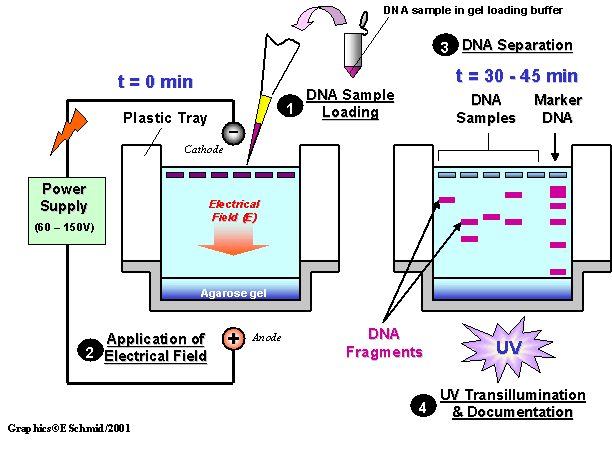 DNA sample in gel loading buffer
3 DNA Separation
t = 0 min
t = 30 - 45 min
1 DNA Sample
Loading
DNA
Samples
Marker
DNA
Plastic Tray
−
Cathode
Power
Supply
(60 – 150V)
Electrical
Field (E)
Agarose gel
2 Application of
Electrical Field
+
Anode
DNA
Fragments
UV
4 UV Transillumination
& Documentation
Graphics©E Schmid/2001